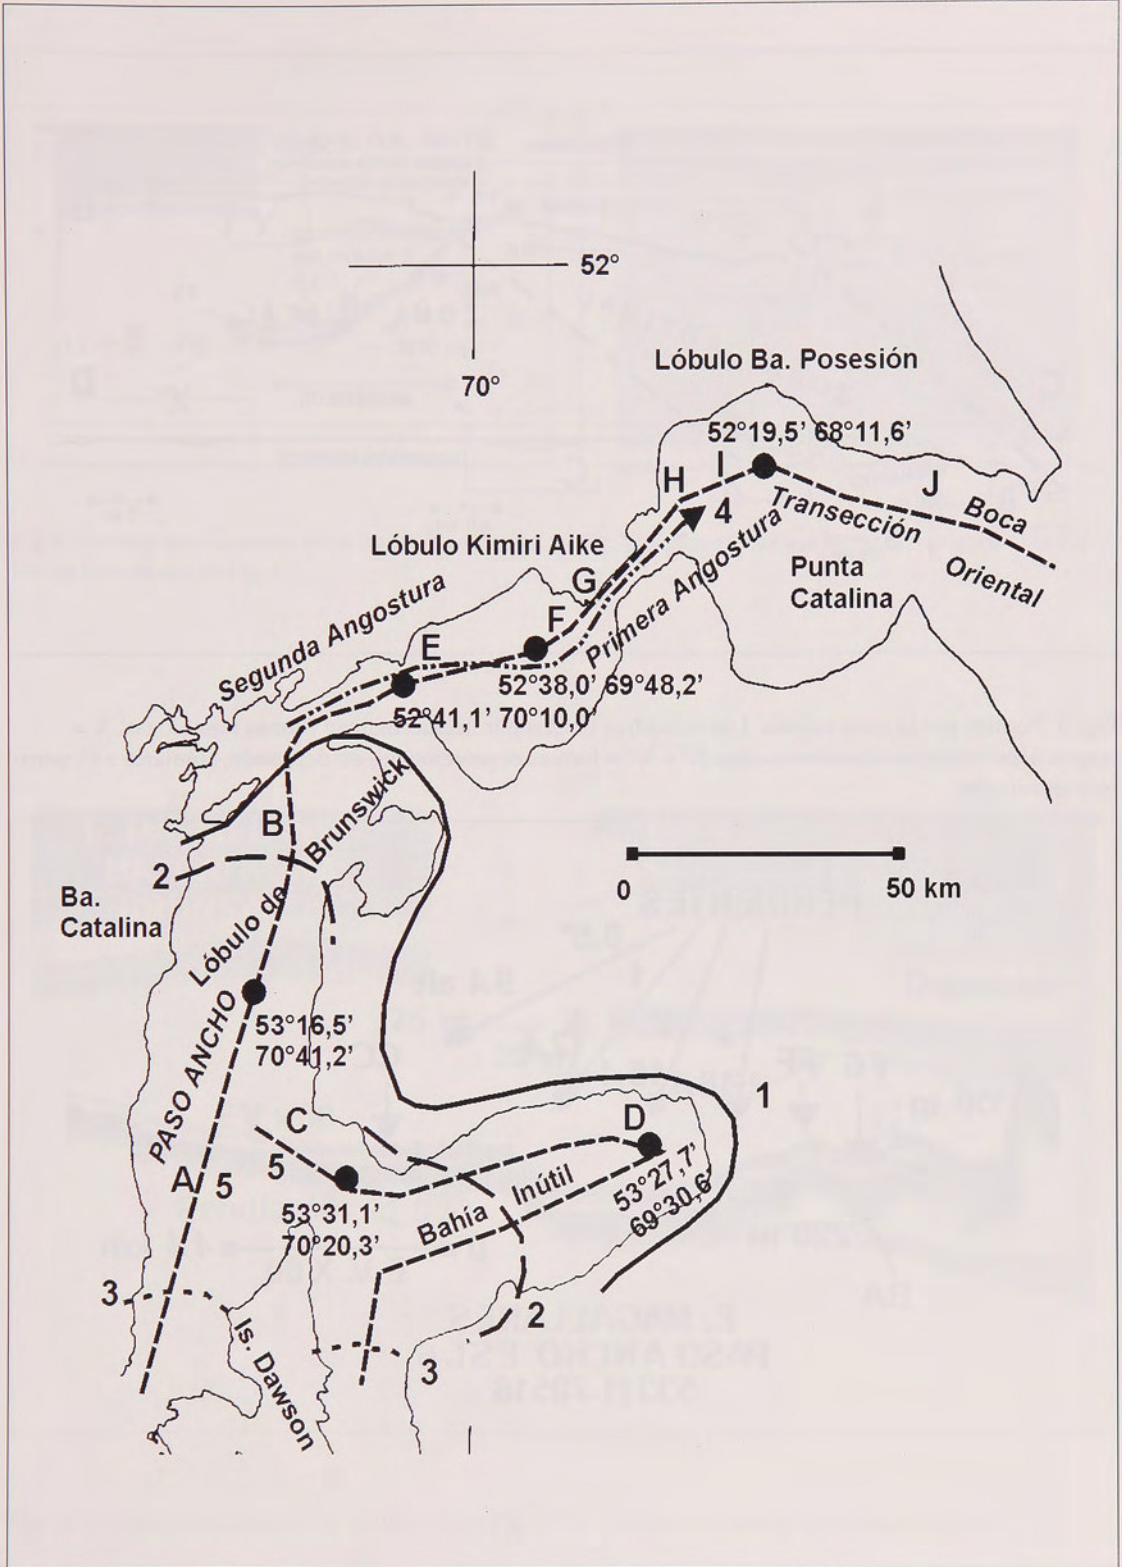 52°
70°
Lóbulo Ba. Posesión
52°19,5’ 68°11,6’
H
I
J
4
Transección
Boca
Oriental
Lóbulo Kimiri Aike
G
Primera Angostura
Punta
Catalina
F
E
Segunda Angostura
52°38,0’ 69°48,2’
52°41,1’ 70°10,0’
B
Lóbulo de Brunswick
2
Ba.
Catalina
0
50 km
53°16,5’
70°41,2’
PASO ANCHO
1
C
D
5
A
5
53°31,1’
70°20,3’
Bahía Inútil
53°27,7’
69°30,6’
3
2
Is. Dawson
3